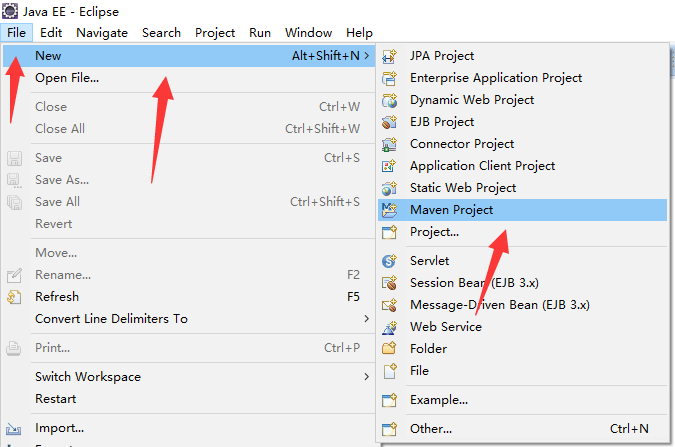 Java EE - Eclipse
File Edit Navigate Search Project Run Window Help
New Alt+Shift+N >
Open File...
Close Ctrl+W
Close All Ctrl+Shift+W
Save Ctrl+S
Save As...
Save All Ctrl+Shift+S
Revert
Move...
Rename... F2
Refresh F5
Convert Line Delimiters To >
Print... Ctrl+P
Switch Workspace >
Restart
Import...
JPA Project
Enterprise Application Project
Dynamic Web Project
EJB Project
Connector Project
Application Client Project
Static Web Project
Maven Project
Project...
Servlet
Session Bean (EJB 3.x)
Message-Driven Bean (EJB 3.x)
Web Service
Folder
File
Example...
Other... Ctrl+N